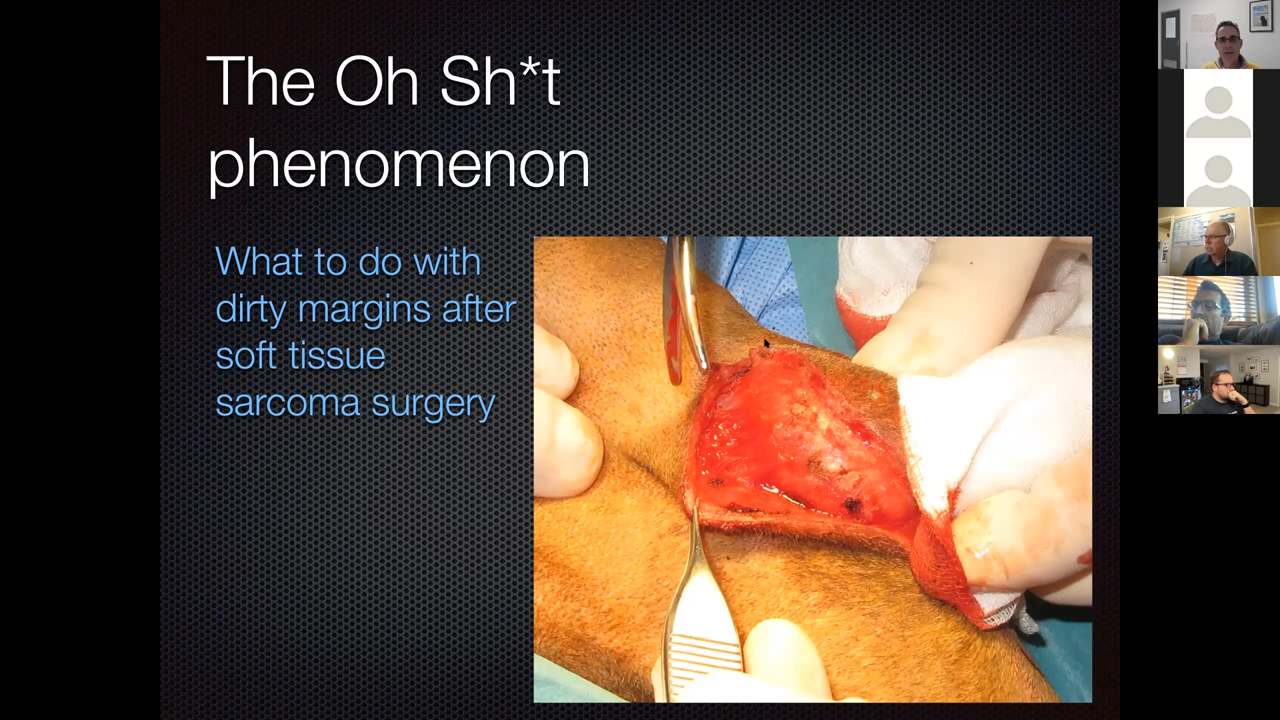 The Oh Sh*t
phenomenon
What to do with
dirty margins after
soft tissue
sarcoma surgery